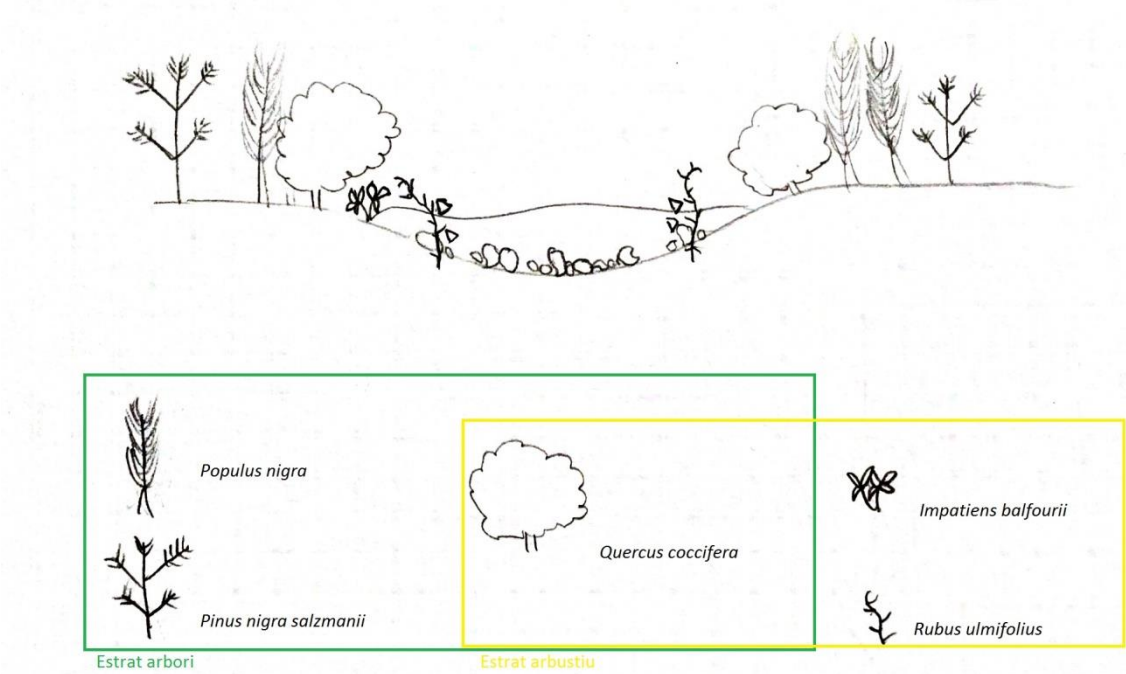 Populus nigra
Impatiens balfourii
Quercus coccifera
Pinus nigra salzmanii
Rubus ulmifolius
Estrat arbori
Estrat arbustiu